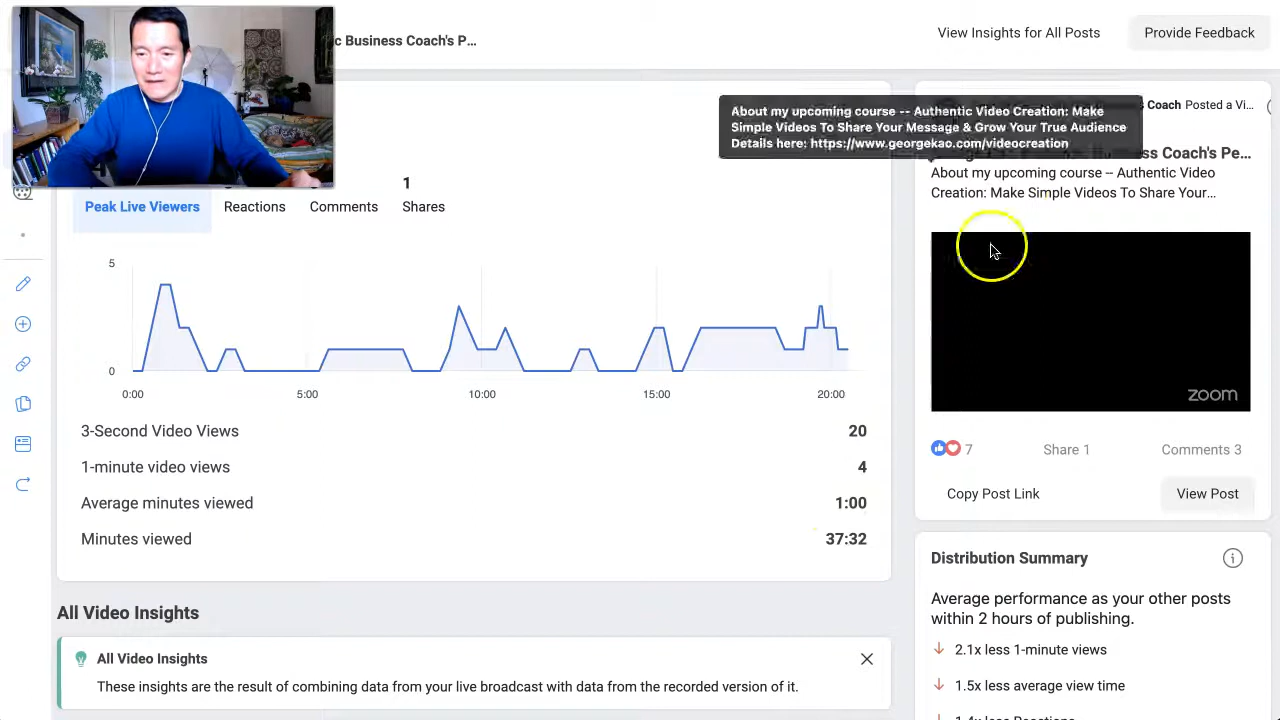 c Business Coach's P...
View Insights for All Posts
Provide Feedback
About my upcoming course -- Authentic Video Creation: Make
Simple Videos To Share Your Message & Grow Your True Audience
Details here: https://www.georgekao.com/videocreation
Coach Posted a Vi...
ss Coach's Pe...
About my upcoming course -- Authentic Video
Creation: Make Simple Videos To Share Your...
1
Peak Live Viewers
Reactions
Comments
Shares
5
0
0:00
5:00
10:00
15:00
20:00
3-Second Video Views
20
1-minute video views
4
Average minutes viewed
1:00
Minutes viewed
37:32
zoom
7
Share 1
Comments 3
Copy Post Link
View Post
All Video Insights
All Video Insights
These insights are the result of combining data from your live broadcast with data from the recorded version of it.
Distribution Summary
Average performance as your other posts
within 2 hours of publishing.
2.1x less 1-minute views
1.5x less average view time
1.4x less Reactions